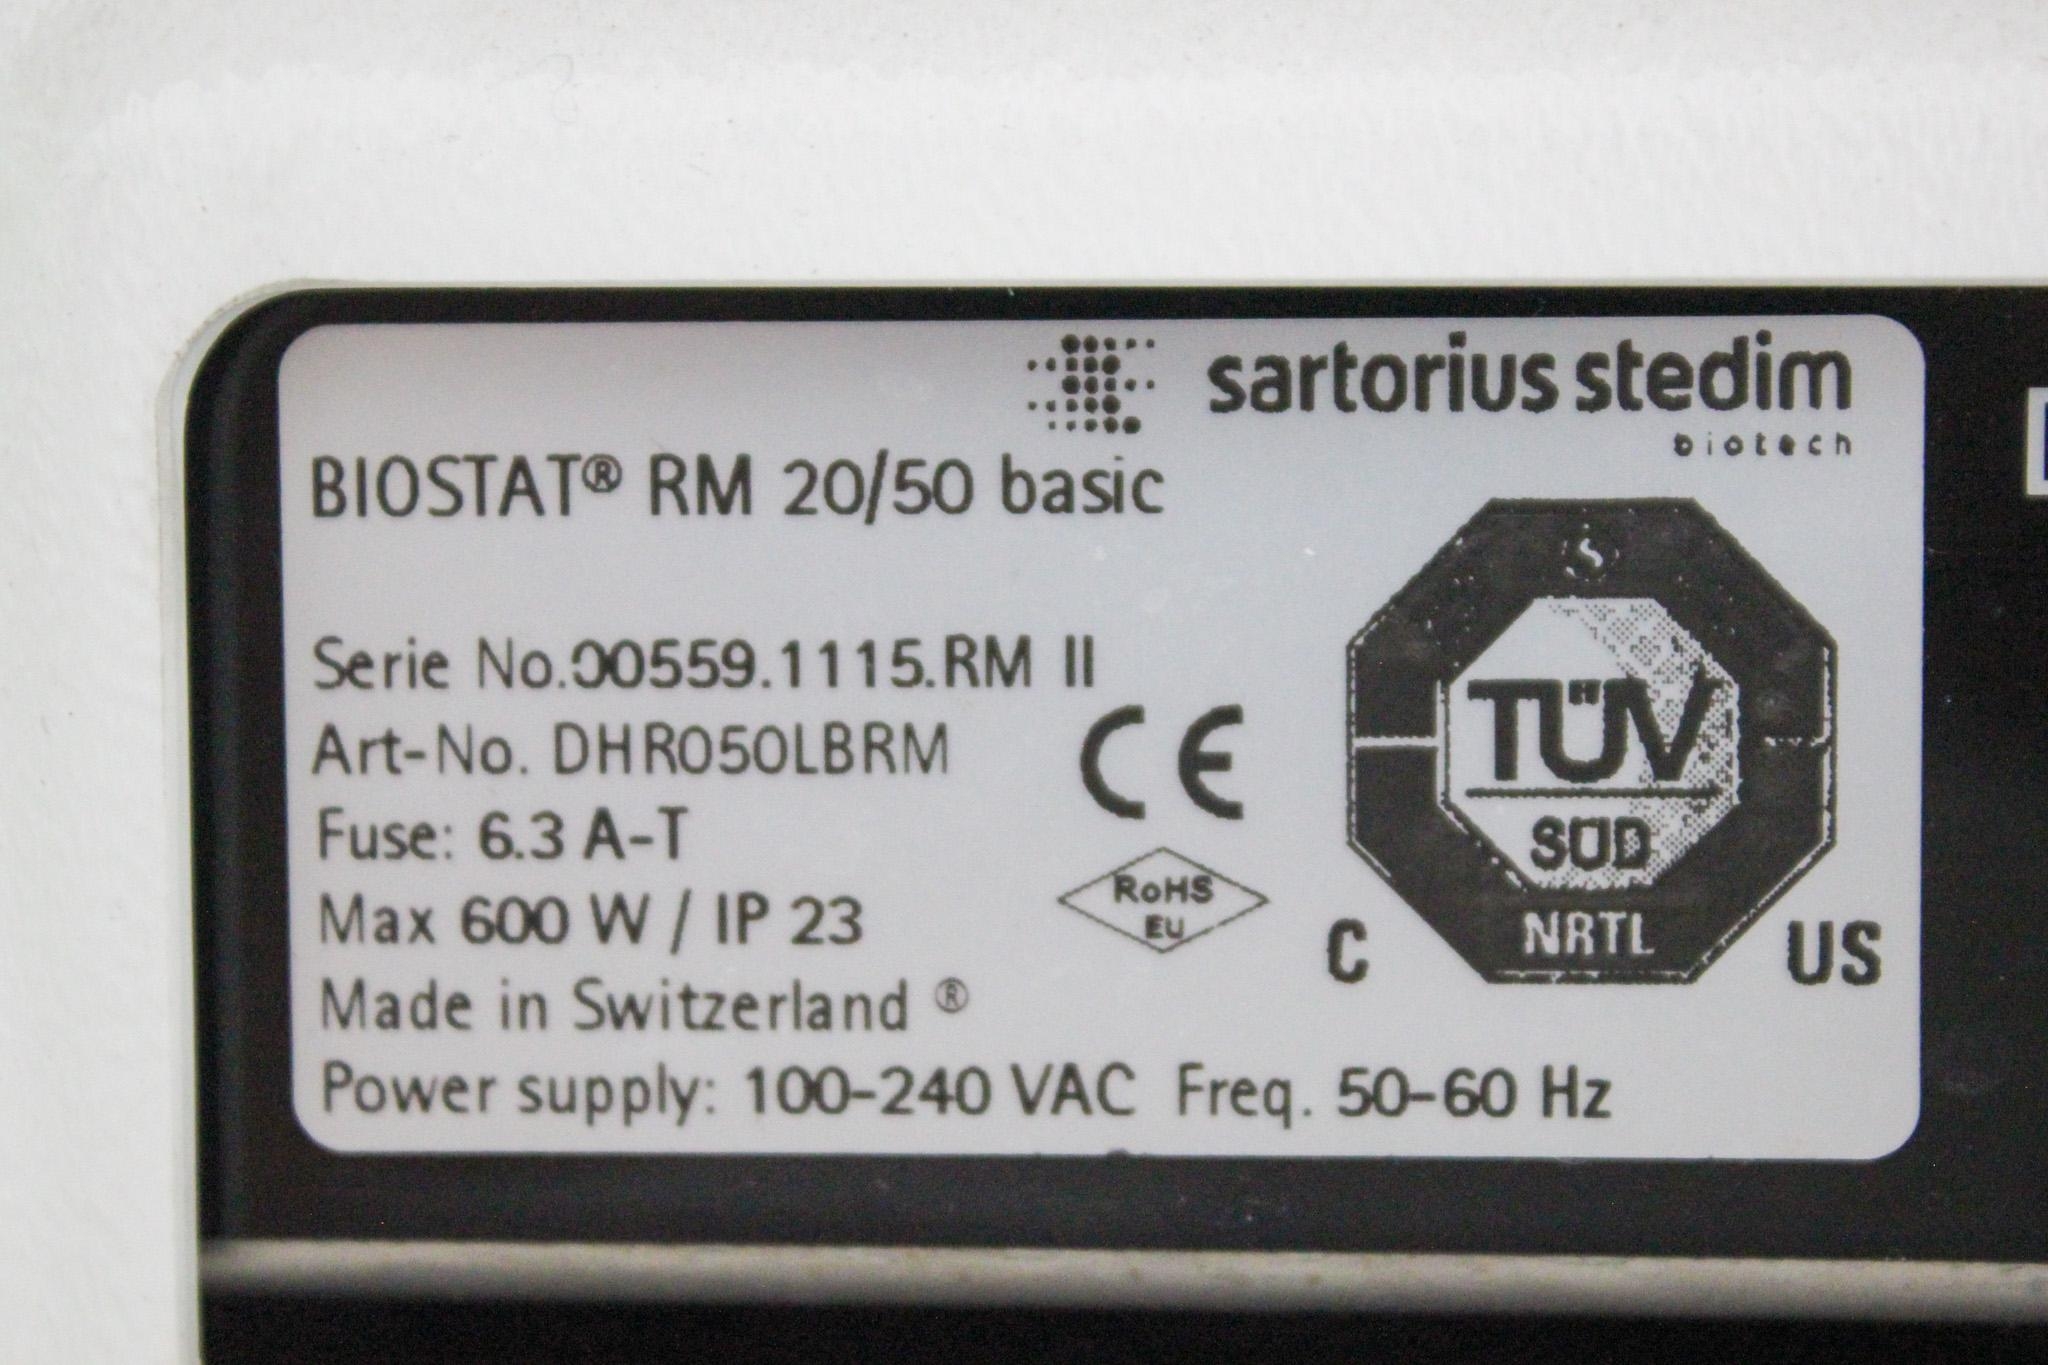 sartorius stedim
biotech
BIOSTAT® RM 20/50 basic
Serie No.00559.1115.RM II
Art-No. DHR050LBRM
Fuse: 6.3 A-T
Max 600 W / IP 23
Made in Switzerland ®
Power supply: 100-240 VAC Freq. 50-60 Hz
CE
RoHS
EU
TÜV
SÜD
NRTL
C US